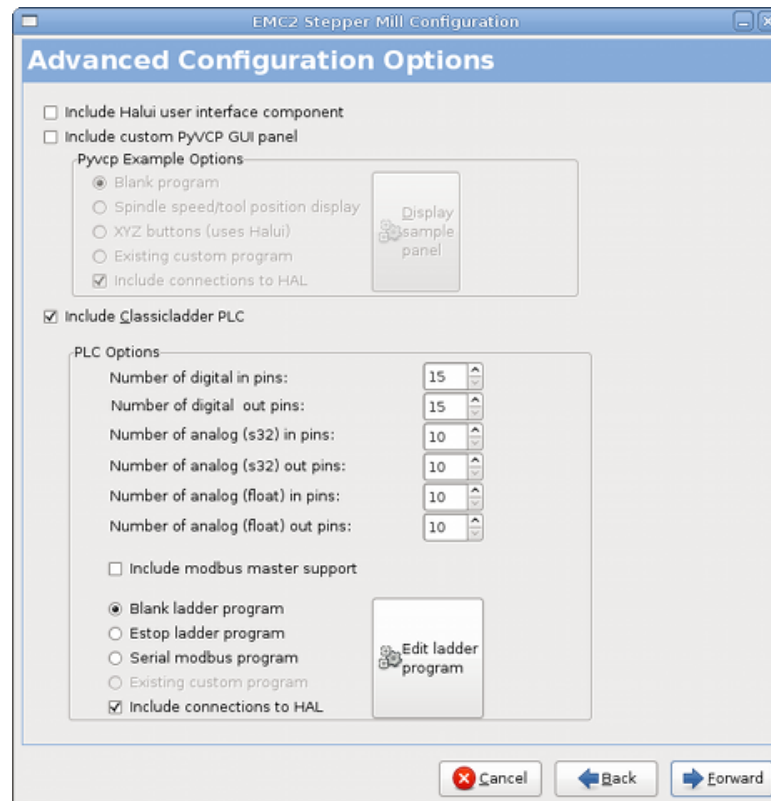 EMC2 Stepper Mill Configuration
Advanced Configuration Options
Include Halui user interface component
Include custom PyVCP GUI panel
Pyvcp Example Options
Blank program
Spindle speed/tool position display
XYZ buttons (uses Halui)
Existing custom program
Include connections to HAL
Display
sample
panel
Include Classicladder PLC
PLC Options
Number of digital in pins: 15
Number of digital out pins: 15
Number of analog (s32) in pins: 10
Number of analog (s32) out pins: 10
Number of analog (float) in pins: 10
Number of analog (float) out pins: 10
Include modbus master support
Blank ladder program
Estop ladder program
Serial modbus program
Existing custom program
Include connections to HAL
Edit ladder
program
Cancel
Back
Forward